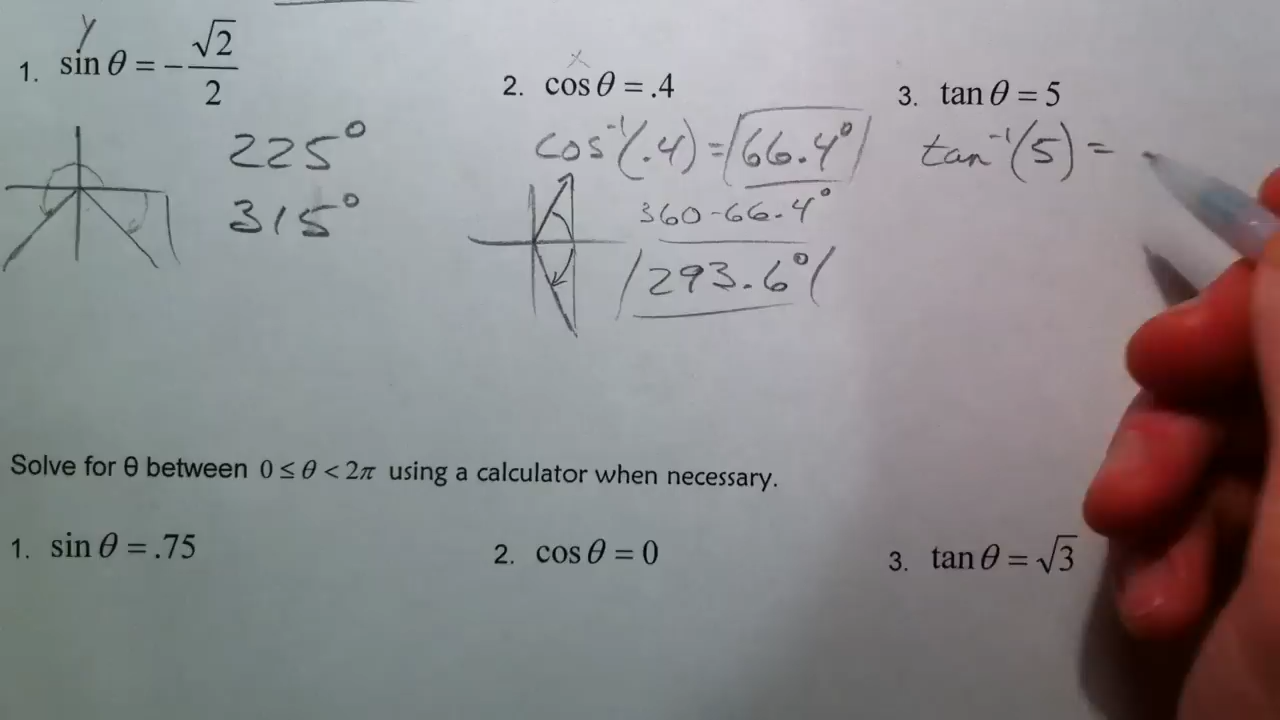 y
1. sin θ = -√2/2
225°
315°
x
2. cos θ = .4
cos⁻¹(.4) = 66.4°
360-66.4°
293.6°
3. tan θ = 5
tan⁻¹(5) =
Solve for θ between 0 ≤ θ < 2π using a calculator when necessary.
1. sin θ = .75
2. cos θ = 0
3. tan θ = √3